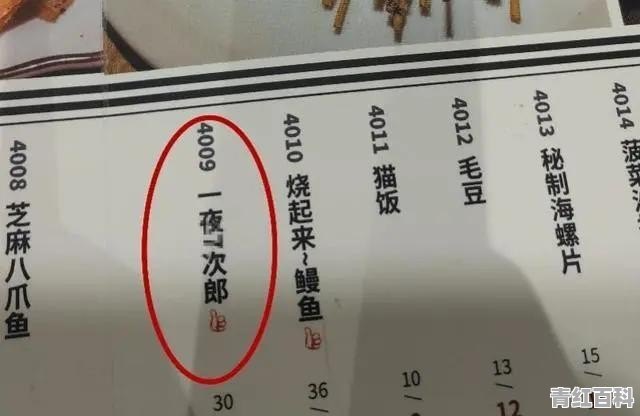 4008 芝麻八爪鱼
4009 一夜7次郎
30
4010 烧起来~鳗鱼
36
4011 猫饭
10
4012 毛豆
13
12
4013 秘制海螺片
15
4014 菠菜
青红百科